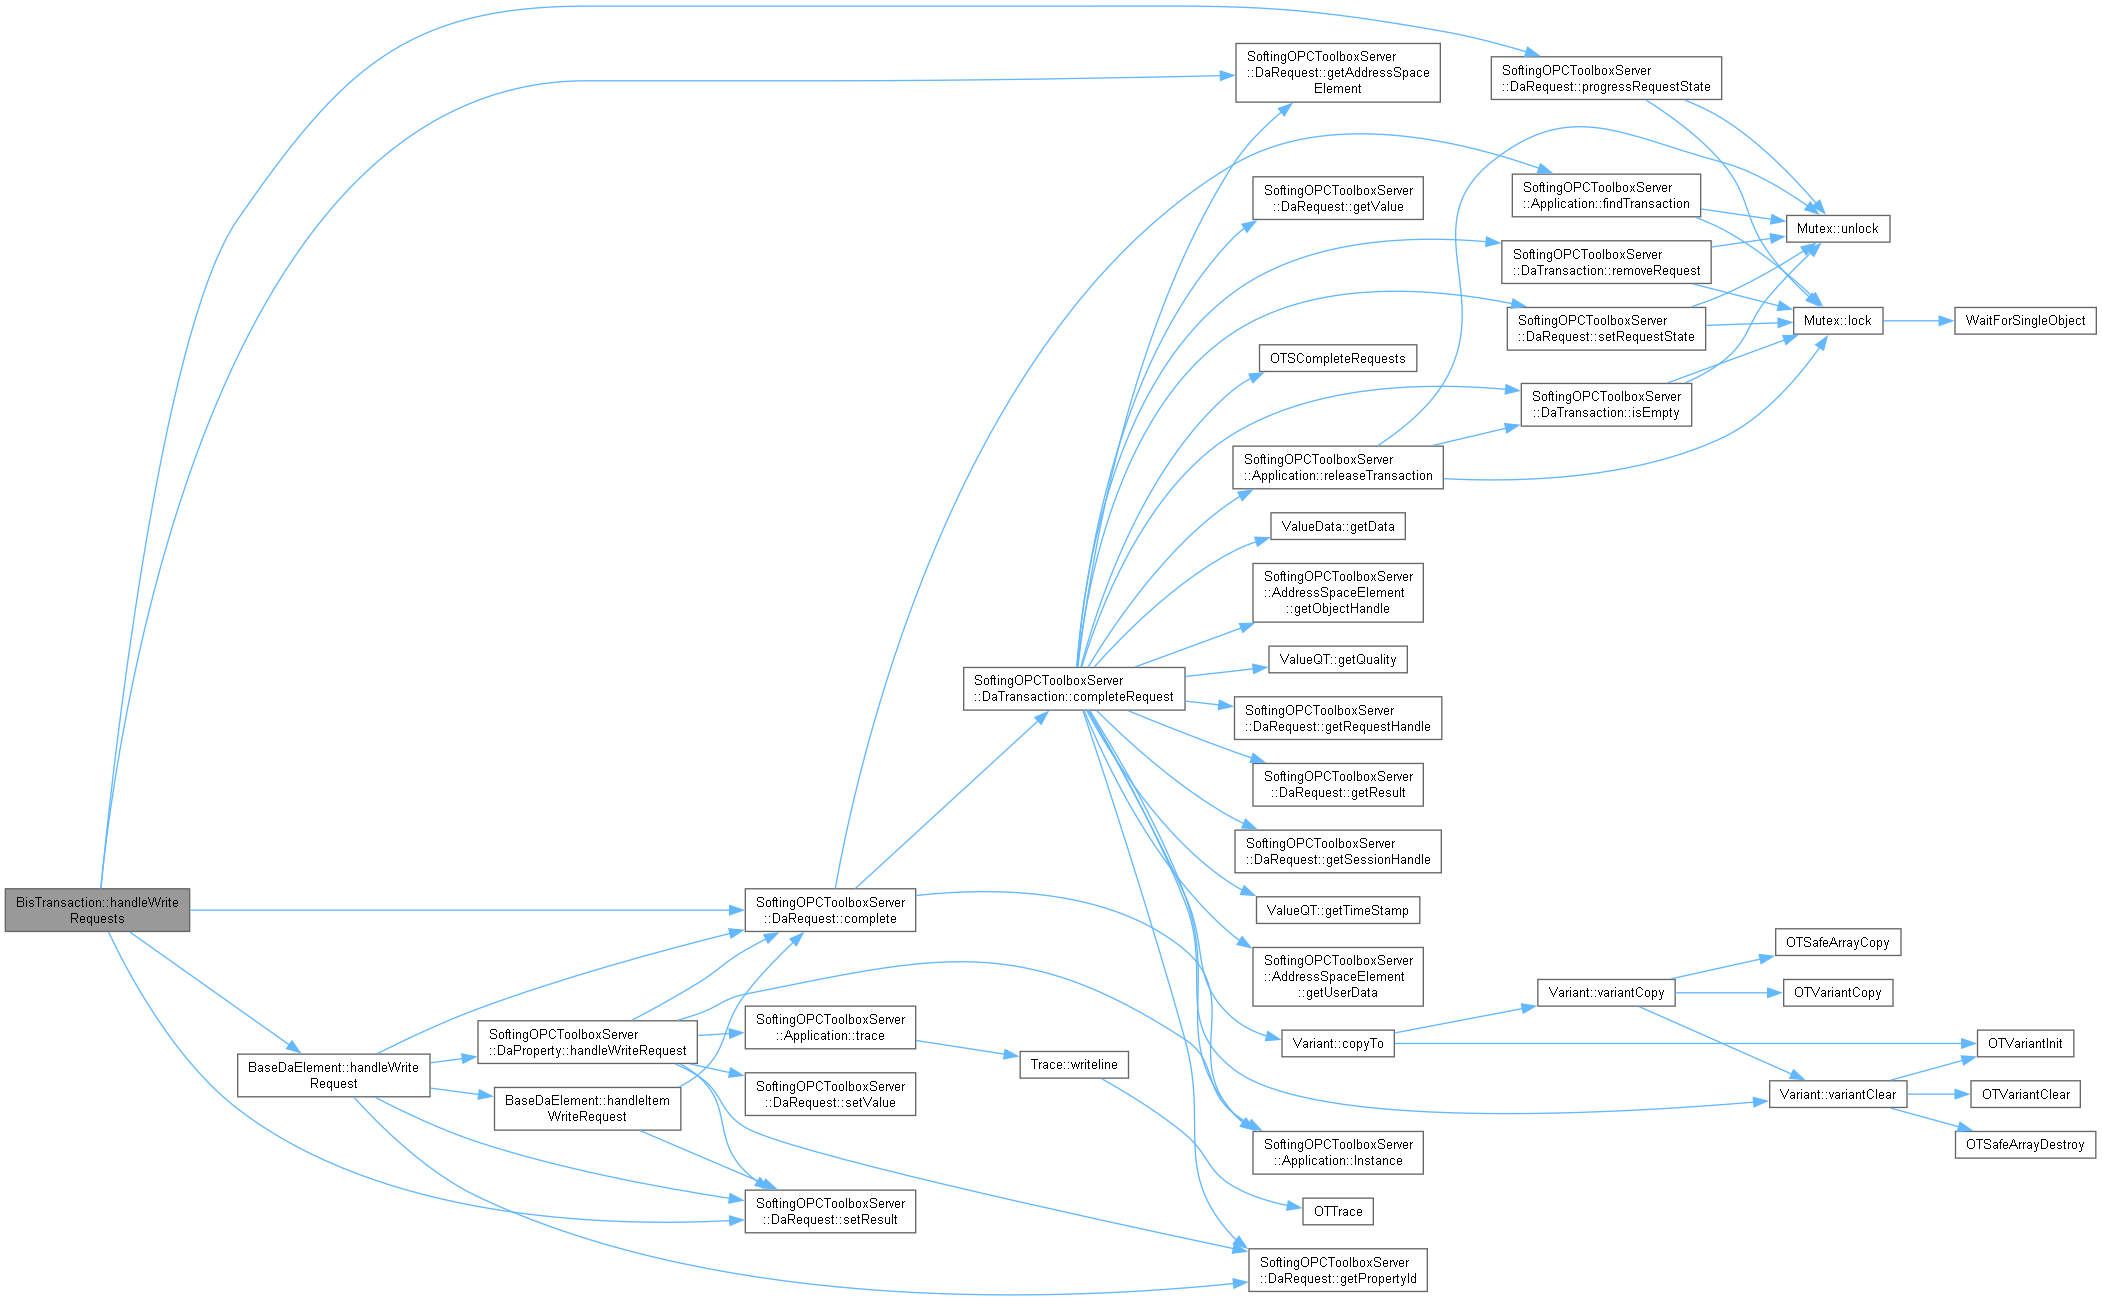 BisTransaction::handleWrite
Requests
BaseDaElement::handleWrite
Request
SoftingOPCToolboxServer
::DaProperty::handleWriteRequest
BaseDaElement::handleItem
WriteRequest
SoftingOPCToolboxServer
::DaRequest::complete
SoftingOPCToolboxServer
::Application::trace
SoftingOPCToolboxServer
::DaRequest::setValue
SoftingOPCToolboxServer
::DaRequest::setResult
SoftingOPCToolboxServer
::DaTransaction::completeRequest
Trace::writeline
SoftingOPCToolboxServer
::DaRequest::getAddressSpace
Element
SoftingOPCToolboxServer
::DaRequest::getValue
OTSCompleteRequests
SoftingOPCToolboxServer
::Application::releaseTransaction
ValueData::getData
SoftingOPCToolboxServer
::AddressSpaceElement
::getObjectHandle
ValueQT::getQuality
SoftingOPCToolboxServer
::DaRequest::getRequestHandle
SoftingOPCToolboxServer
::DaRequest::getResult
SoftingOPCToolboxServer
::DaRequest::getSessionHandle
ValueQT::getTimeStamp
SoftingOPCToolboxServer
::AddressSpaceElement
::getUserData
Variant::copyTo
SoftingOPCToolboxServer
::Application::Instance
OTTrace
SoftingOPCToolboxServer
::DaRequest::getPropertyId
SoftingOPCToolboxServer
::DaRequest::progressRequestState
SoftingOPCToolboxServer
::Application::findTransaction
SoftingOPCToolboxServer
::DaTransaction::removeRequest
SoftingOPCToolboxServer
::DaRequest::setRequestState
SoftingOPCToolboxServer
::DaTransaction::isEmpty
Variant::variantCopy
Mutex::unlock
Mutex::lock
OTSafeArrayCopy
OTVariantCopy
Variant::variantClear
WaitForSingleObject
OTVariantInit
OTVariantClear
OTSafeArrayDestroy